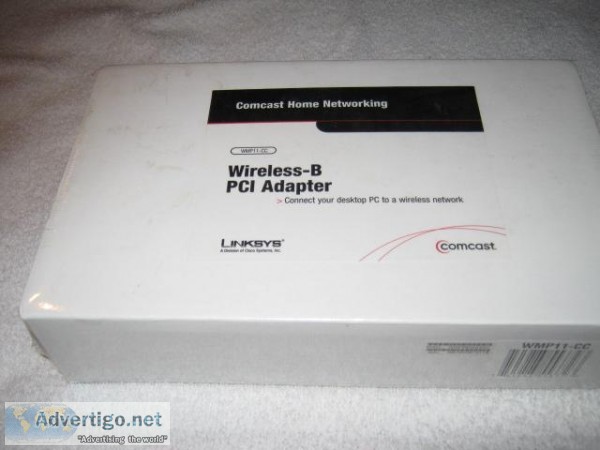 Comcast Home Networking
WMP11-CC
Wireless-B
PCI Adapter
> Connect your desktop PC to a wireless network
LINKSYS®
A Division of Cisco Systems, Inc.
Comcast.
WMP11-CC
Advertigo.net
"Advertising the world"